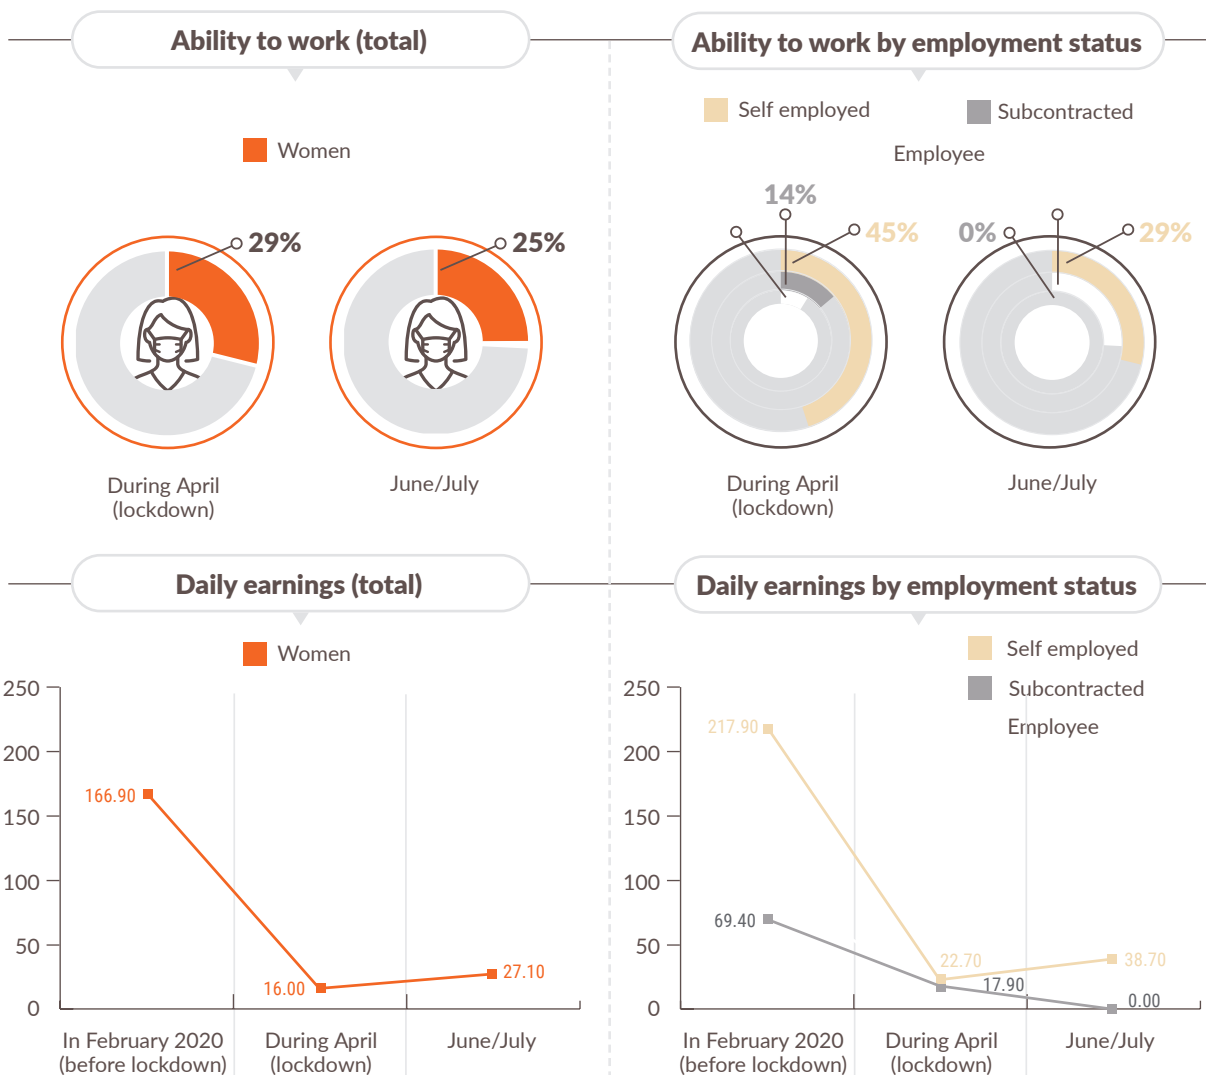 Ability to work (total)
Women
29%
25%
During April
(lockdown)
June/July
Ability to work by employment status
Self employed
Subcontracted
Employee
14%
45%
0%
29%
During April
(lockdown)
June/July
Daily earnings (total)
Women
250
200
150
100
50
0
166.90
16.00
27.10
In February 2020
(before lockdown)
During April
(lockdown)
June/July
Daily earnings by employment status
Self employed
Subcontracted
Employee
250
200
150
100
50
0
217.90
69.40
22.70
17.90
38.70
0.00
In February 2020
(before lockdown)
During April
(lockdown)
June/July